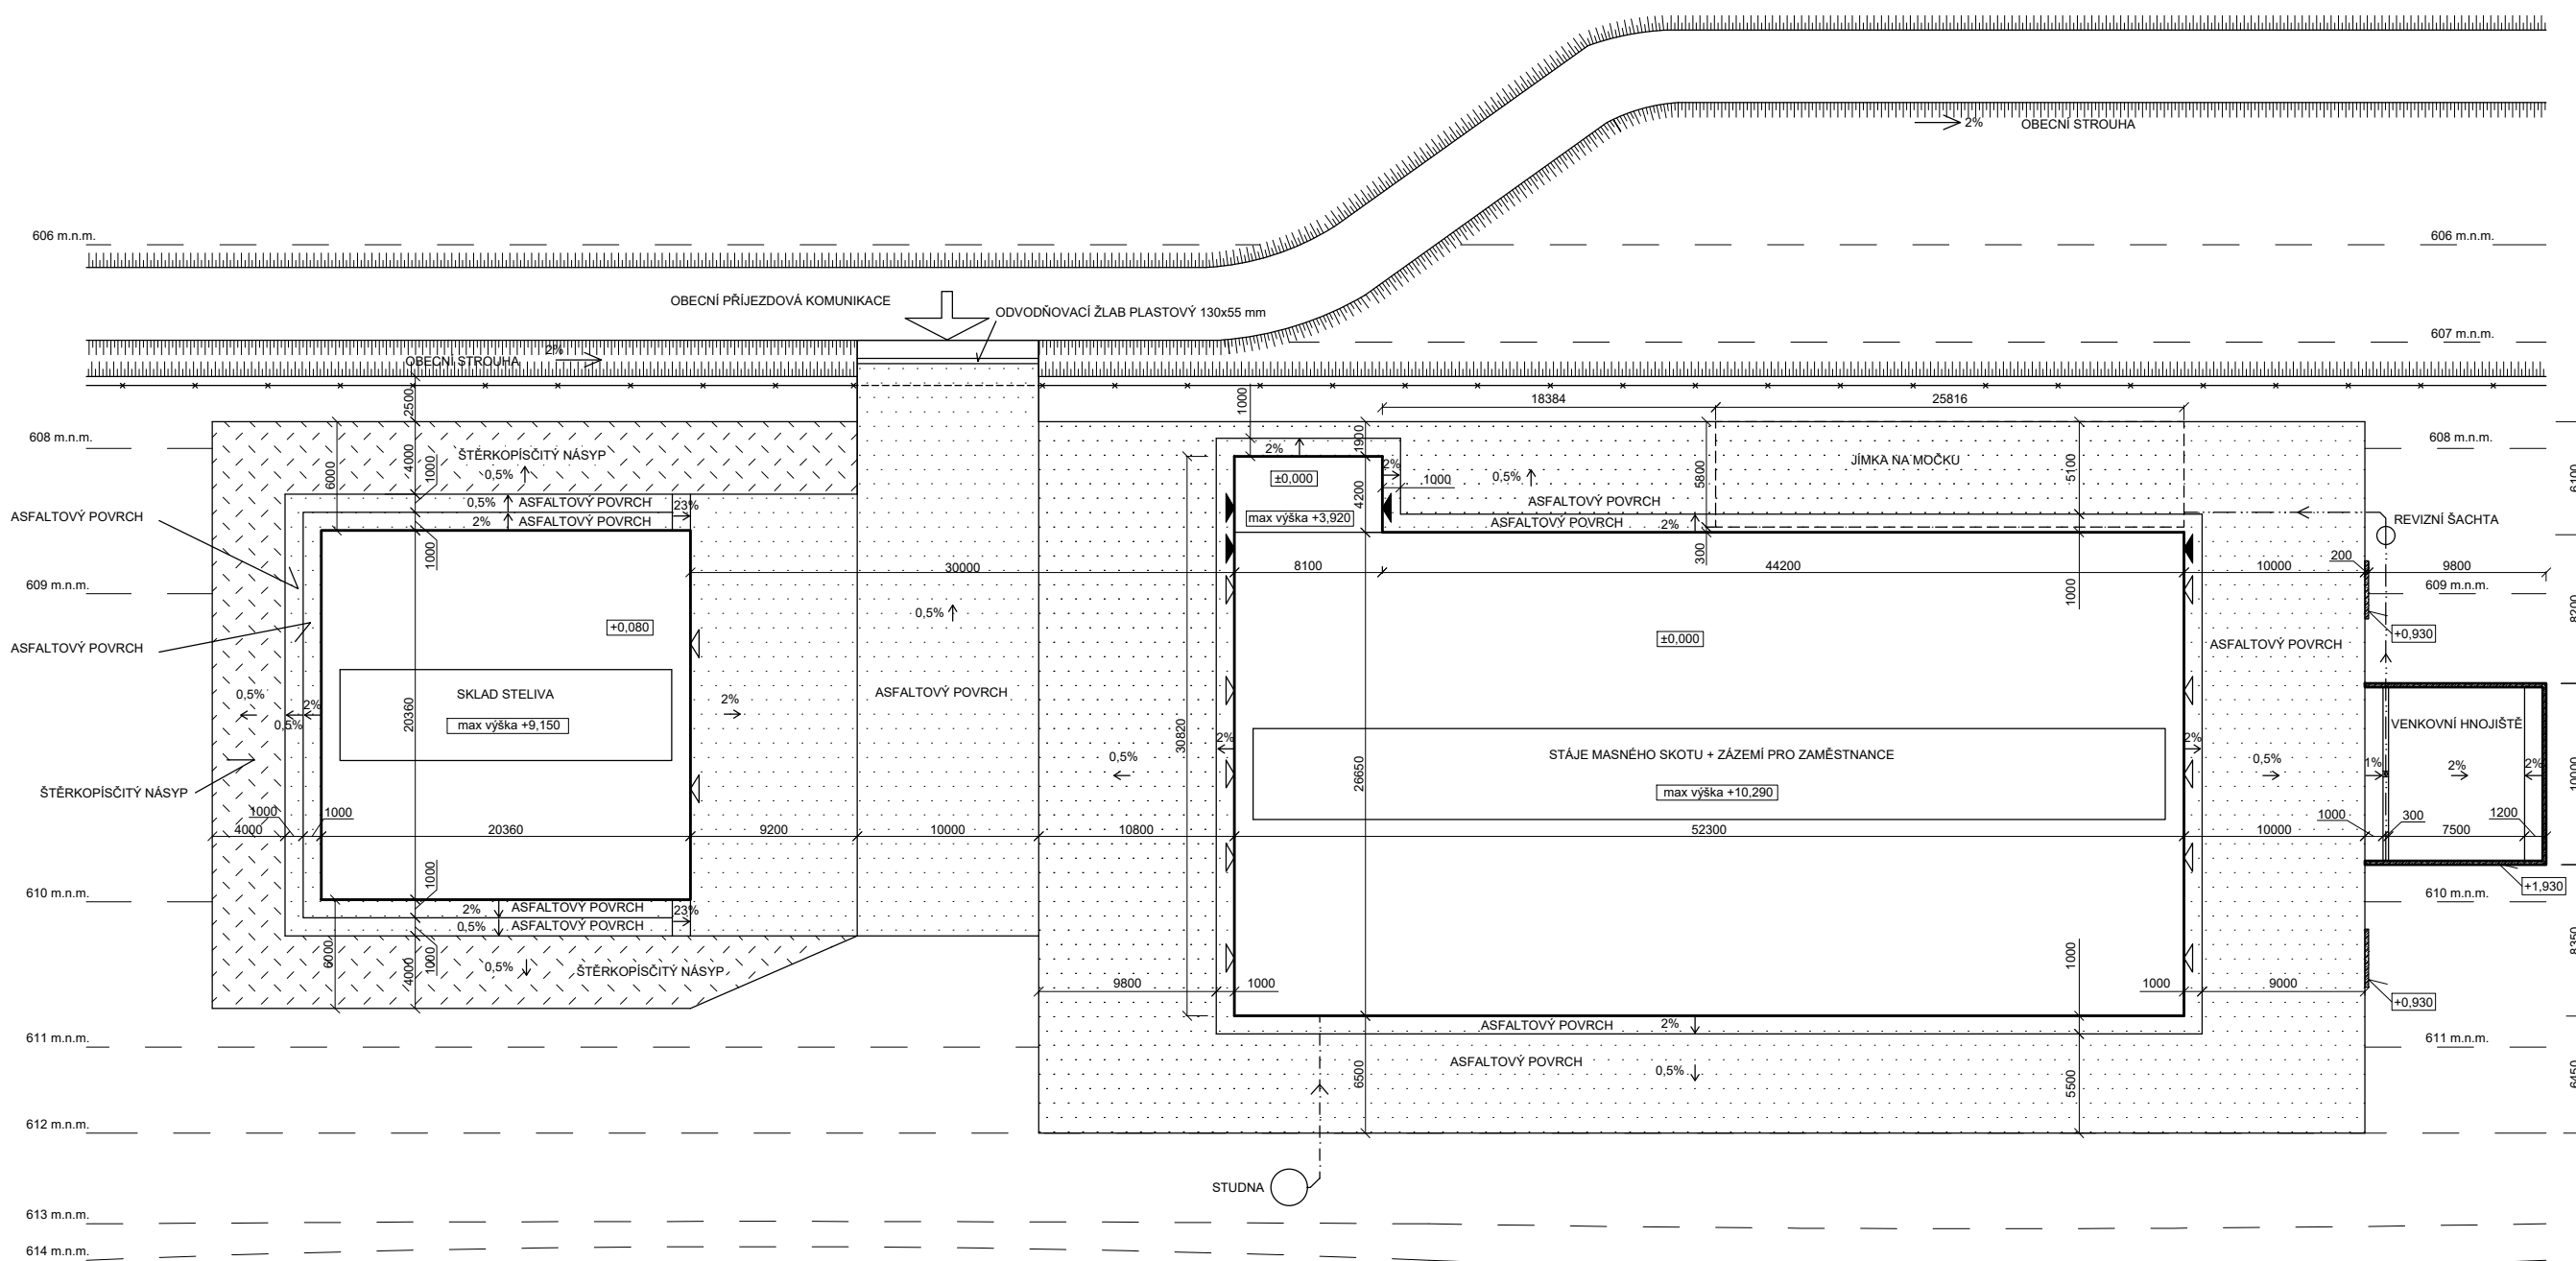 2%
OBECNÍ STROUHA
606 m.n.m.
606 m.n.m.
OBECNÍ PŘÍJEZDOVÁ KOMUNIKACE
ODVODŇOVACÍ ŽLAB PLASTOVÝ 130x55 mm
607 m.n.m.
OBECNÍ STROUHA
2%
2500
1000
18384
25816
608 m.n.m.
608 m.n.m.
6000
4000
1000
ŠTĚRKOPÍSČITÝ NÁSYP
0,5%
2%
1900
2%
±0,000
1000
0,5%
5800
JÍMKA NA MOČKU
5100
6100
ASFALTOVÝ POVRCH
0,5%
ASFALTOVÝ POVRCH
23%
2%
ASFALTOVÝ POVRCH
max výška +3,920
4200
ASFALTOVÝ POVRCH
ASFALTOVÝ POVRCH
2%
REVIZNÍ ŠACHTA
1000
300
200
30000
8100
44200
10000
9800
609 m.n.m.
609 m.n.m.
1000
8200
0,5%
+0,080
±0,000
+0,930
ASFALTOVÝ POVRCH
ASFALTOVÝ POVRCH
0,5%
0,5%
2%
SKLAD STELIVA
max výška +9,150
20360
2%
ASFALTOVÝ POVRCH
30820
2%
0,5%
26650
STÁJE MASNÉHO SKOTU + ZÁZEMÍ PRO ZAMĚSTNANCE
max výška +10,290
2%
0,5%
VENKOVNÍ HNOJIŠTĚ
1%
2%
2%
10000
ŠTĚRKOPÍSČITÝ NÁSYP
1000
1000
4000
20360
9200
10000
10800
52300
10000
1000
300
7500
1200
1000
610 m.n.m.
610 m.n.m.
+1,930
2%
ASFALTOVÝ POVRCH
23%
0,5%
ASFALTOVÝ POVRCH
6000
4000
1000
0,5%
ŠTĚRKOPÍSČITÝ NÁSYP
1000
8350
9800
1000
1000
9000
+0,930
ASFALTOVÝ POVRCH
2%
611 m.n.m.
611 m.n.m.
ASFALTOVÝ POVRCH
0,5%
6500
5500
6450
612 m.n.m.
STUDNA
613 m.n.m.
614 m.n.m.